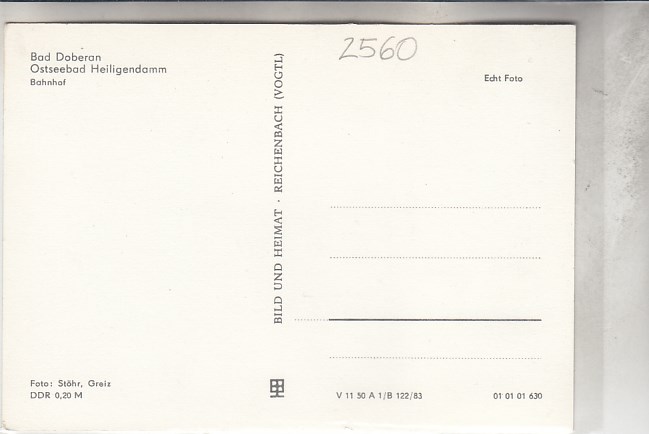 Bad Doberan
Ostseebad Heiligendamm
Bahnhof
BILD UND HEIMAT · REICHENBACH (VOGTL)
2560
Echt Foto
Foto: Stöhr, Greiz
DDR 0,20 M
V 11 50 A 1/B 122/83
01 01 01 630